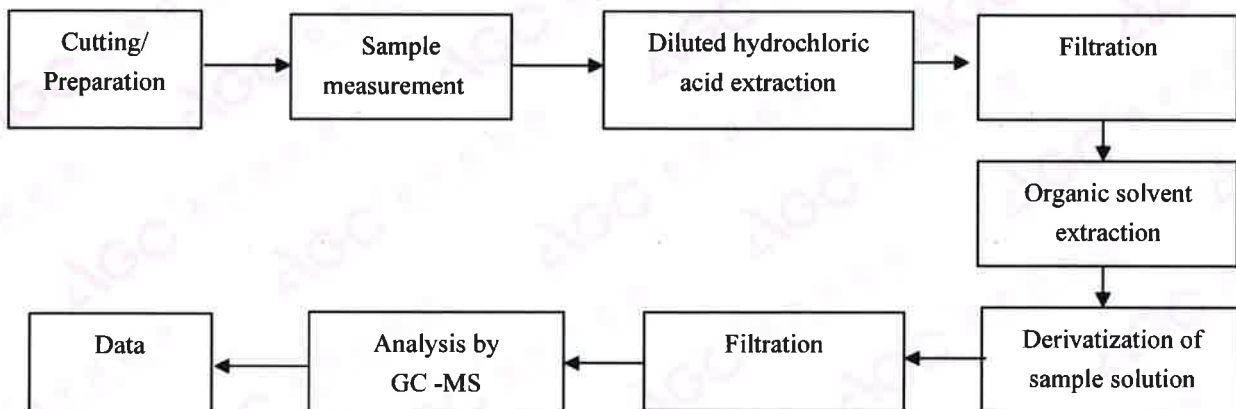 Cutting/
Preparation
Sample
measurement
Diluted hydrochloric
acid extraction
Filtration
Organic solvent
extraction
Derivatization of
sample solution
Filtration
Analysis by
GC -MS
Data
AGC